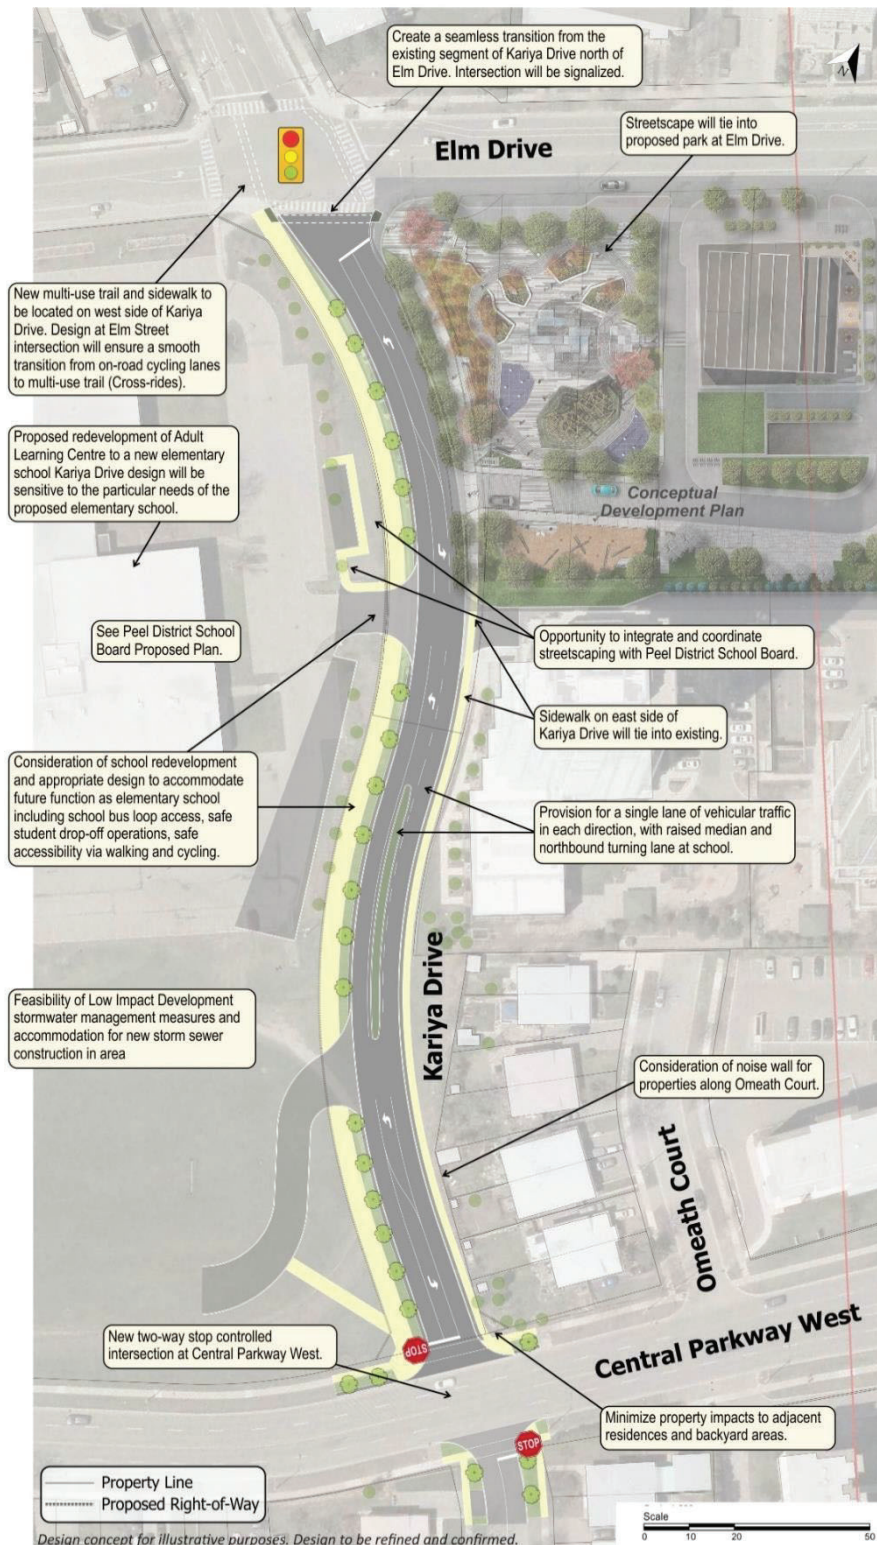 Create a seamless transition from the
existing segment of Kariya Drive north of
Elm Drive. Intersection will be signalized.
N
Elm Drive
Streetscape will tie into
proposed park at Elm Drive.
New multi-use trail and sidewalk to
be located on west side of Kariya
Drive. Design at Elm Street
intersection will ensure a smooth
transition from on-road cycling lanes
to multi-use trail (Cross-rides).
Proposed redevelopment of Adult
Learning Centre to a new elementary
school Kariya Drive design will be
sensitive to the particular needs of the
proposed elementary school.
Conceptual
Development Plan
See Peel District School
Board Proposed Plan.
Opportunity to integrate and coordinate
streetscaping with Peel District School Board.
Sidewalk on east side of
Kariya Drive will tie into existing.
Consideration of school redevelopment
and appropriate design to accommodate
future function as elementary school
including school bus loop access, safe
student drop-off operations, safe
accessibility via walking and cycling.
Provision for a single lane of vehicular traffic
in each direction, with raised median and
northbound turning lane at school.
Kariya Drive
Feasibility of Low Impact Development
stormwater management measures and
accommodation for new storm sewer
construction in area
Consideration of noise wall for
properties along Omeath Court.
Omeath Court
New two-way stop controlled
intersection at Central Parkway West.
STOP
Central Parkway West
Minimize property impacts to adjacent
residences and backyard areas.
STOP
Property Line
Proposed Right-of-Way
Design concept for illustrative purposes. Design to be refined and confirmed.
Scale
0 10 20 50